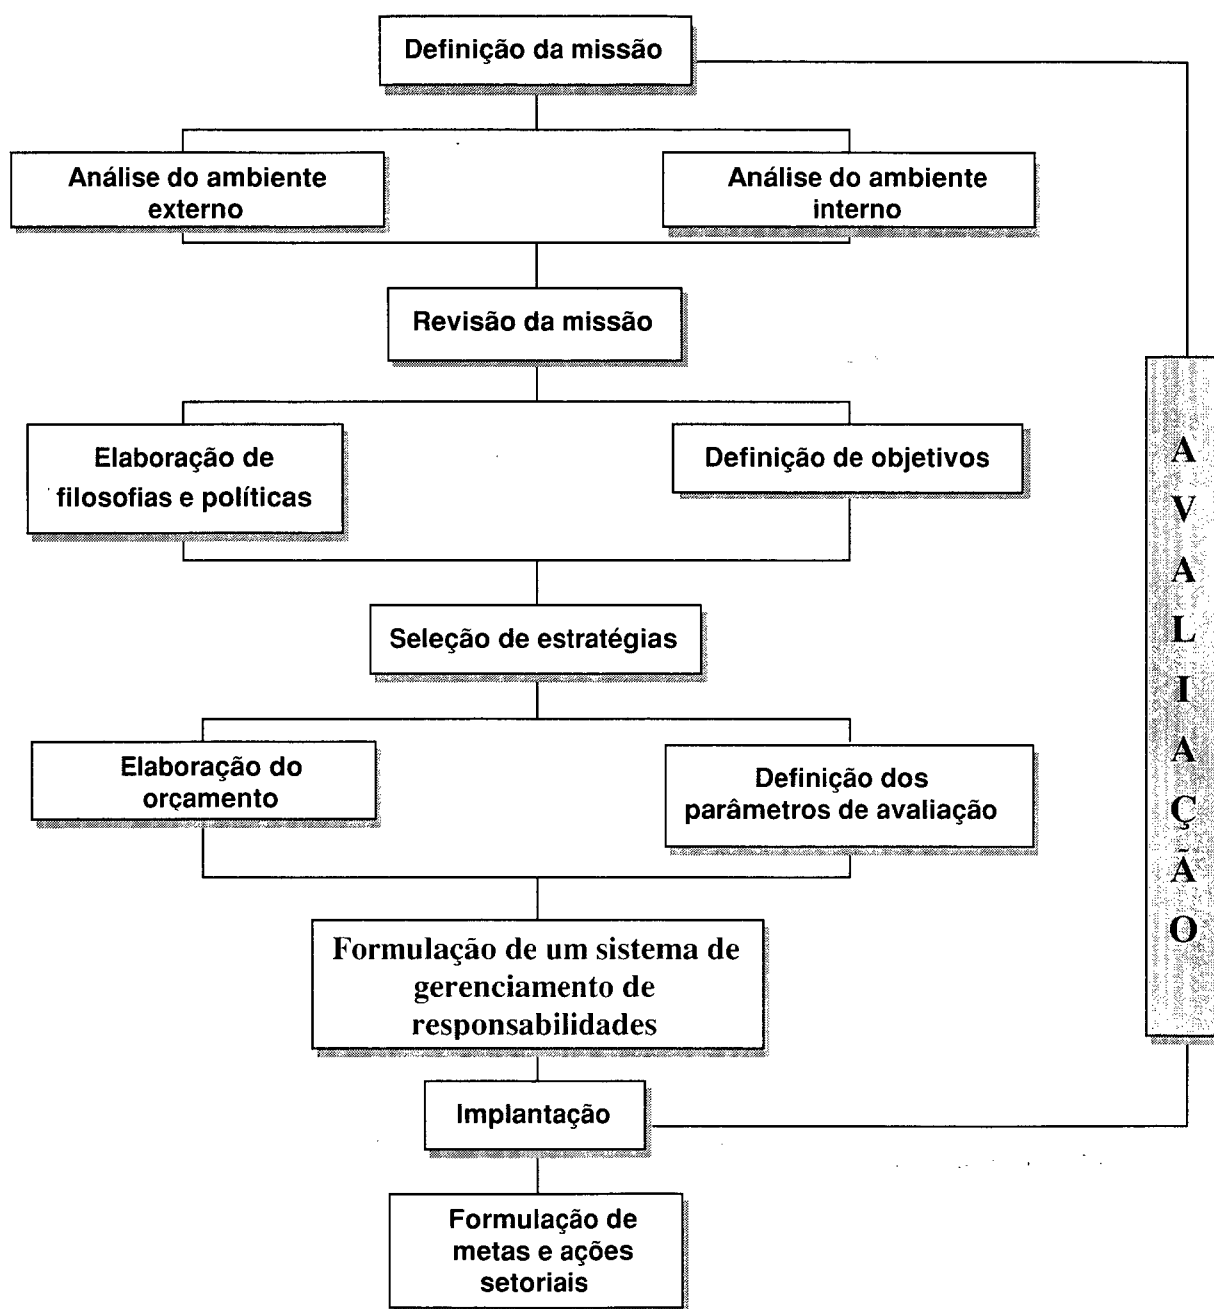 Definição da missão
Análise do ambiente
externo
Análise do ambiente
interno
Revisão da missão
Elaboração de
filosofias e políticas
Definição de objetivos
Seleção de estratégias
Elaboração do
orçamento
Definição dos
parâmetros de avaliação
Formulação de um sistema de
gerenciamento de
responsabilidades
Implantação
Formulação de
metas e ações
setoriais
A
V
A
L
I
A
Ç
Ã
O